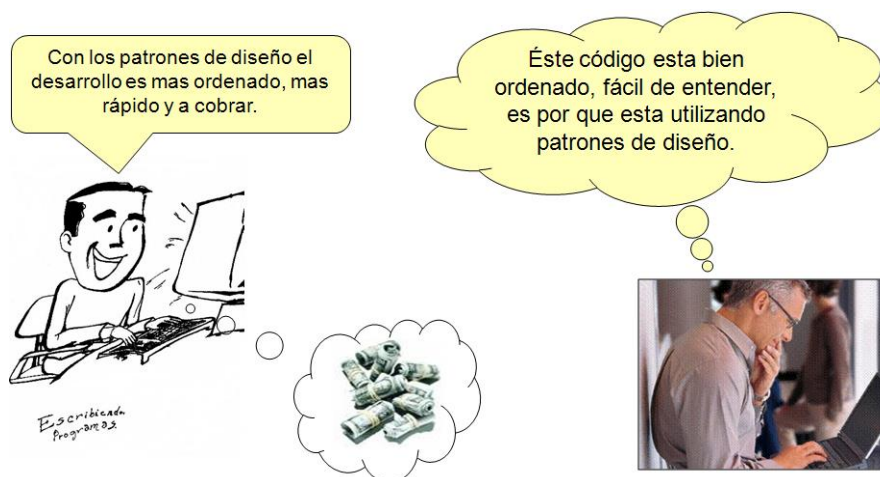 Con los patrones de diseño el
desarrollo es mas ordenado, mas
rápido y a cobrar.
Éste código esta bien
ordenado, fácil de entender,
es por que esta utilizando
patrones de diseño.
Escribiendo
Programas.